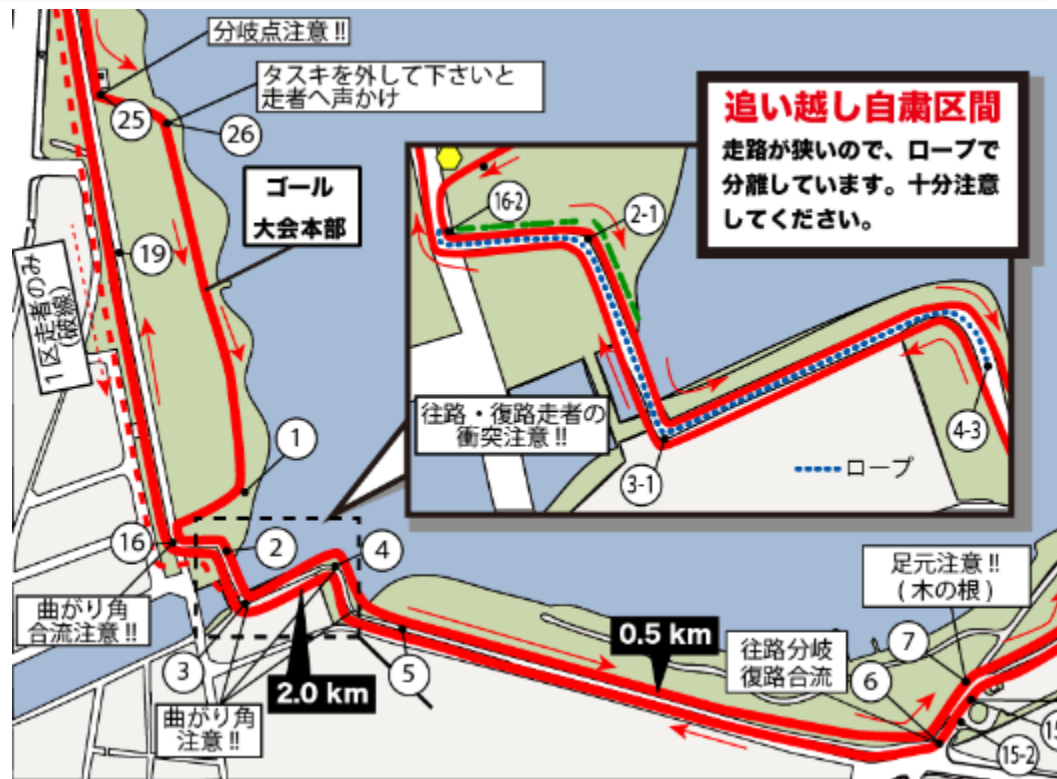 分岐点注意!!
タスキを外して下さいと
走者へ声かけ
25
26
ゴール
大会本部
19
1区走者のみ
(破線)
追い越し自粛区間
走路が狭いので、ロープで
分離しています。十分注意
してください。
16-2
2-1
往路・復路走者の
衝突注意!!
3-1
4-3
ロープ
1
16
2
4
曲がり角
合流注意!!
3
2.0 km
5
曲がり角
注意!!
0.5 km
往路分岐
復路合流
6
7
足元注意!!
(木の根)
15-2